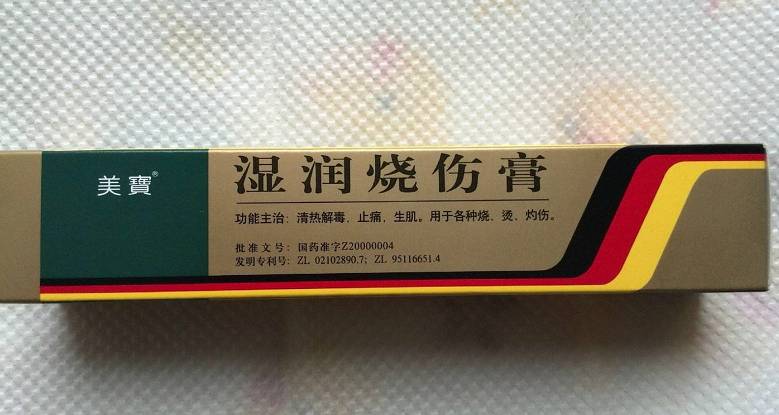 美寶®
湿润烧伤膏
功能主治：清热解毒，止痛，生肌。用于各种烧、烫、灼伤。
批准文号：国药准字Z20000004
发明专利号：ZL 02102890.7; ZL 95116651.4